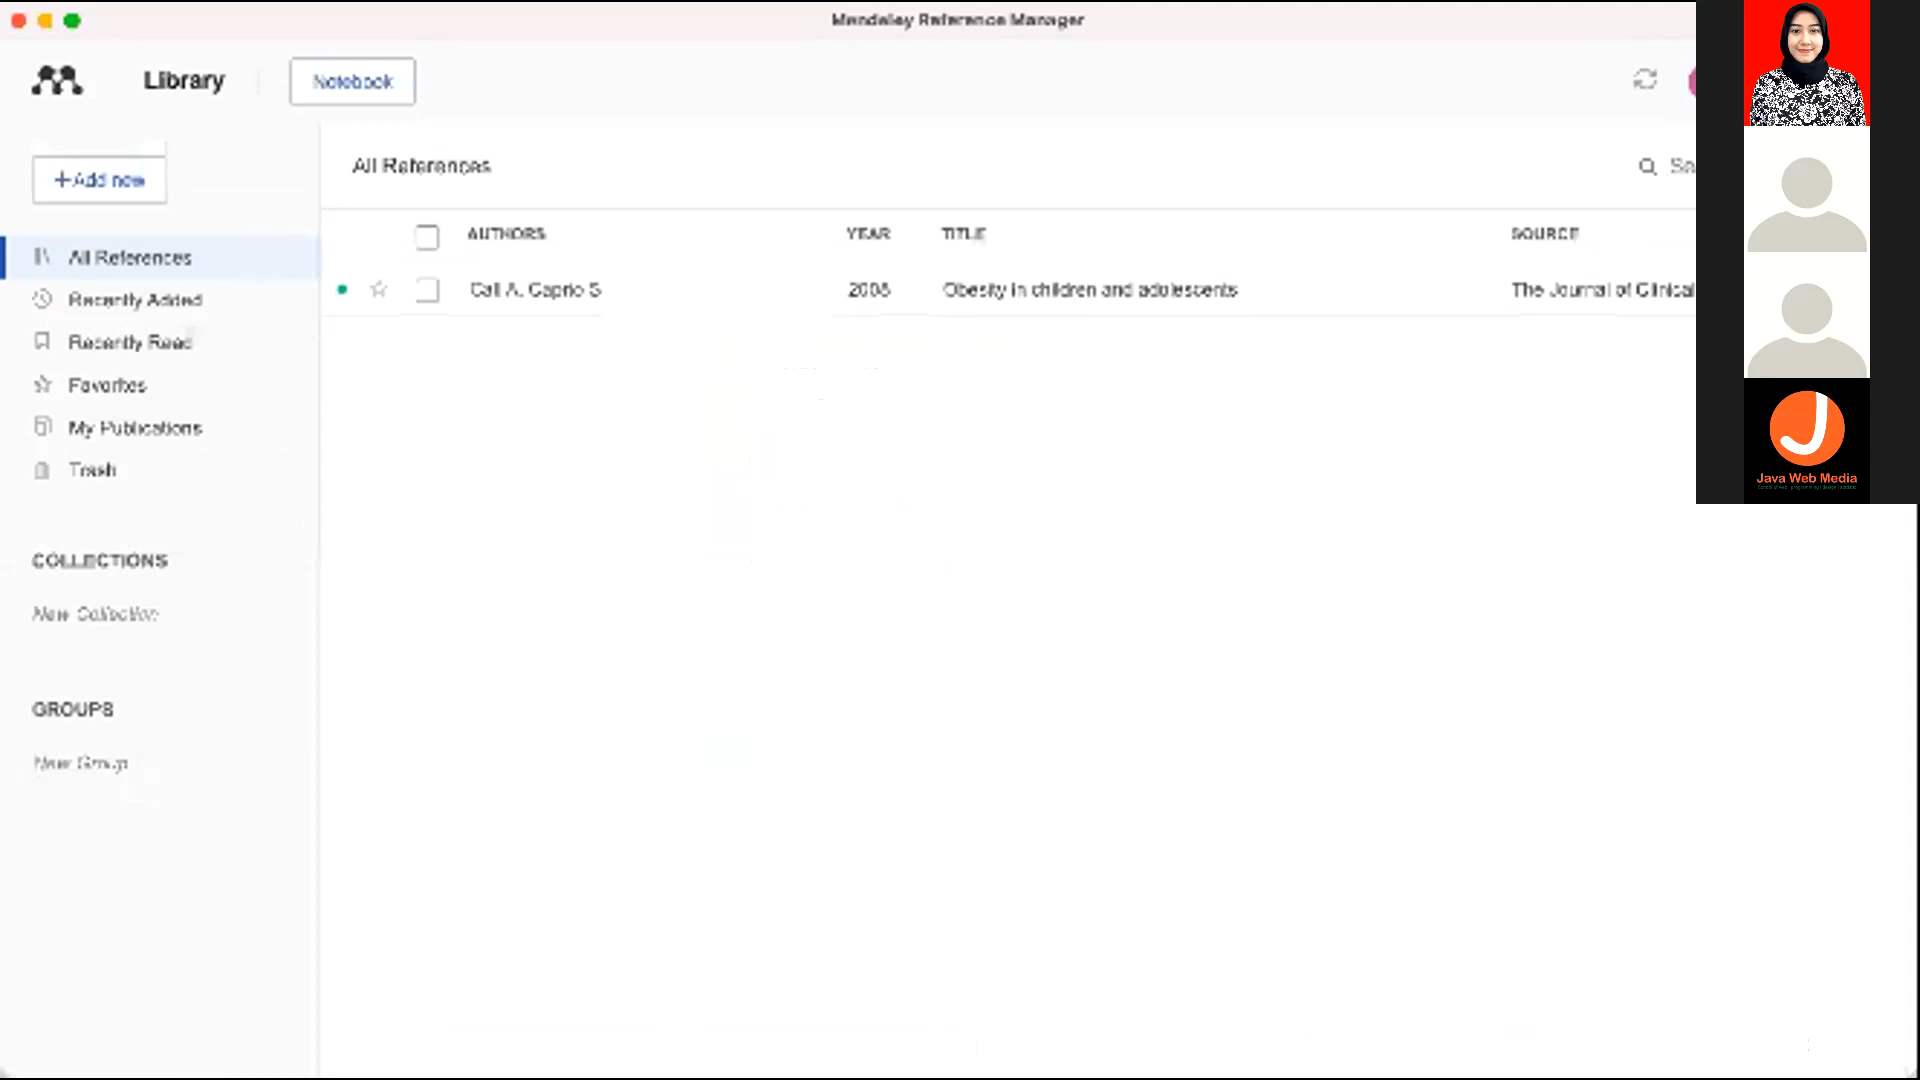 Mendeley Reference Manager
Library
Notebook
+Add new
All References
Recently Added
Recently Read
Favorites
My Publications
Trash
COLLECTIONS
New Collection
GROUPS
New Group
All References
Se
AUTHORS YEAR TITLE SOURCE
Cali A, Caprio S 2008 Obesity in children and adolescents The Journal of Clinical
Java Web Media